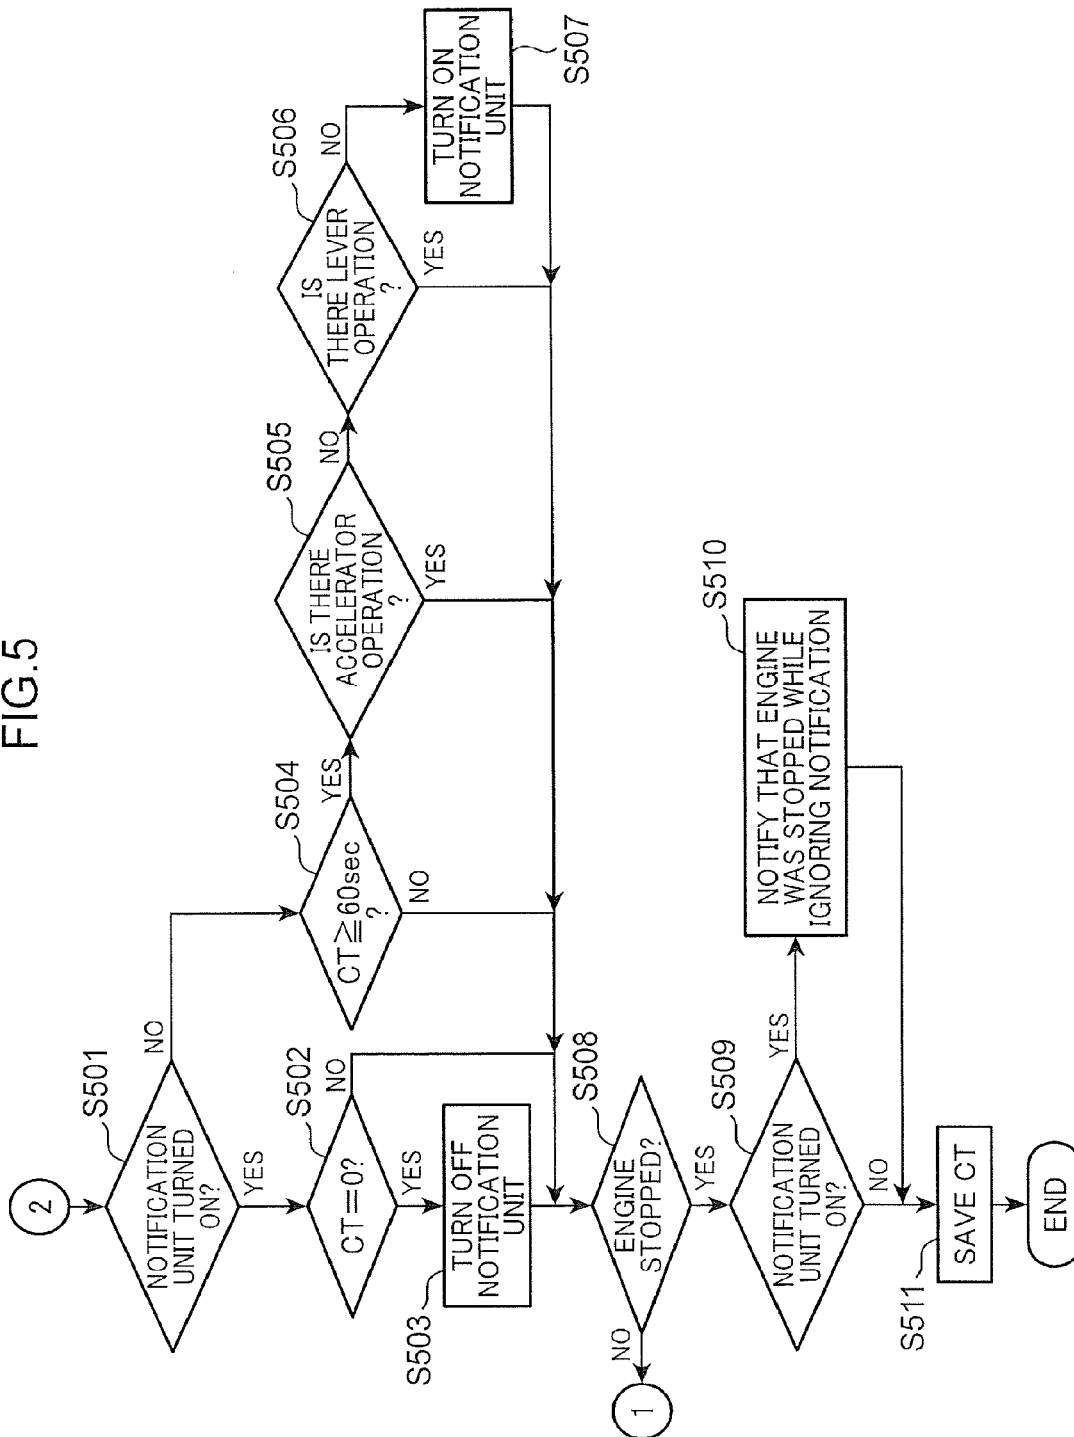 FIG.5
2
S501
NOTIFICATION
UNIT TURNED
ON?
NO
YES
S502
CT=0?
NO
YES
S503
TURN OFF
NOTIFICATION
UNIT
S504
CT≧60sec
?
YES
NO
S505
IS THERE
ACCELERATOR
OPERATION
?
NO
YES
S506
IS
THERE LEVER
OPERATION
?
NO
YES
S507
TURN ON
NOTIFICATION
UNIT
S508
ENGINE
STOPPED?
NO
1
YES
S509
NOTIFICATION
UNIT TURNED
ON?
YES
NO
S510
NOTIFY THAT ENGINE
WAS STOPPED WHILE
IGNORING NOTIFICATION
S511
SAVE CT
END